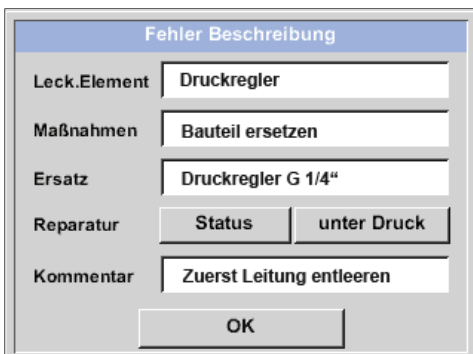 Fehler Beschreibung
Leck.Element Druckregler
Maßnahmen Bauteil ersetzen
Ersatz Druckregler G 1/4“
Reparatur Status unter Druck
Kommentar Zuerst Leitung entleeren
OK